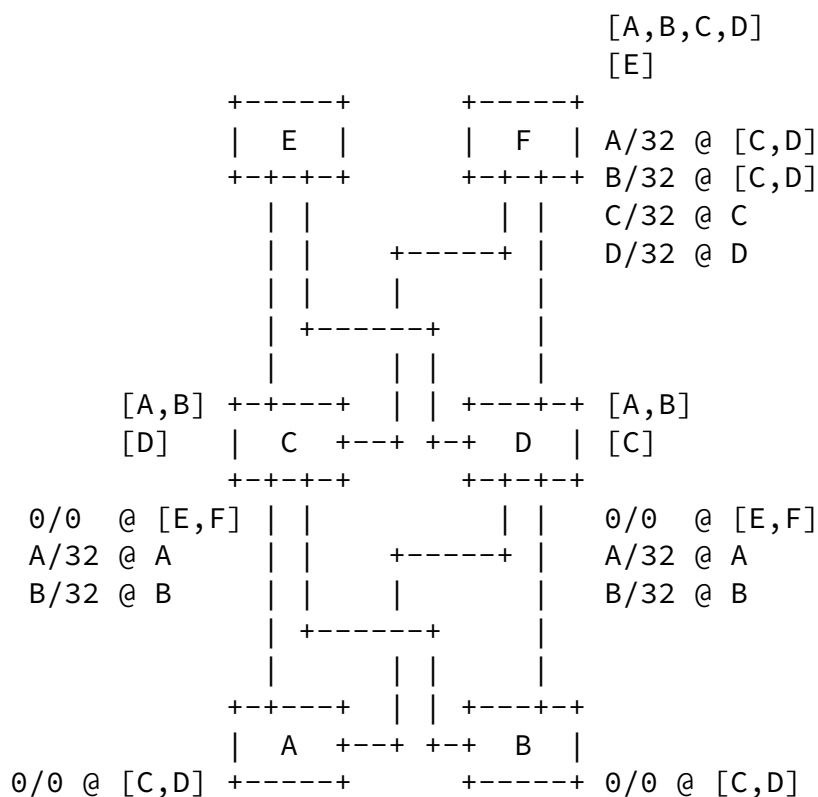 [A,B,C,D]
[E]
E F A/32 @ [C,D]
B/32 @ [C,D]
C/32 @ C
D/32 @ D
[A,B] [A,B]
[D] C D [C]
0/0 @ [E,F] 0/0 @ [E,F]
A/32 @ A A/32 @ A
B/32 @ B B/32 @ B
A B
0/0 @ [C,D] 0/0 @ [C,D]